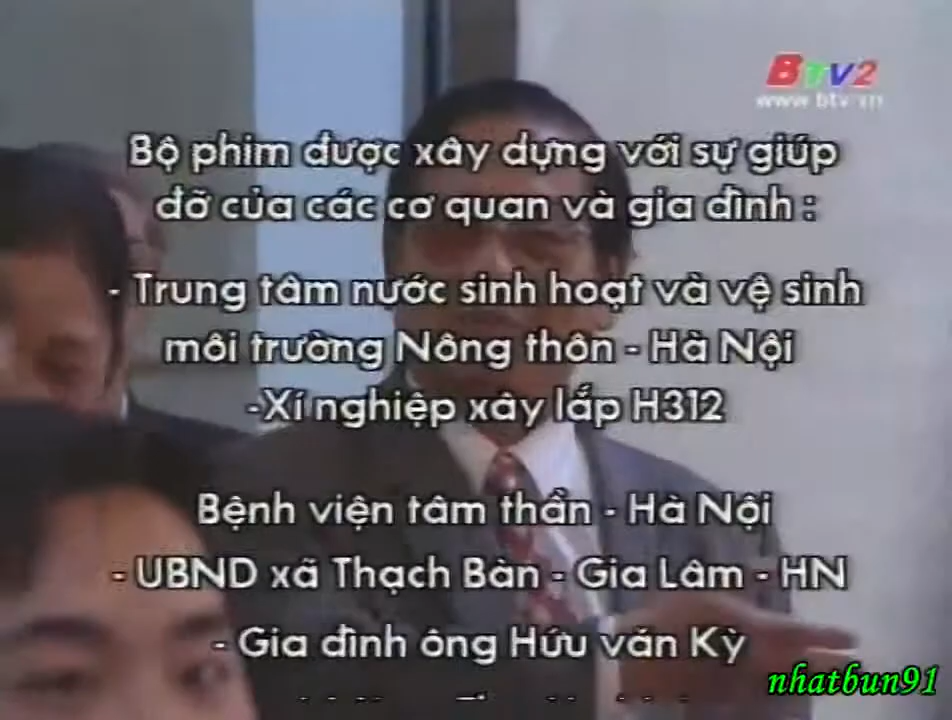 BTV2
www.btv.vn
Bộ phim được xây dựng với sự giúp
đỡ của các cơ quan và gia đình :
- Trung tâm nước sinh hoạt và vệ sinh
môi trường Nông thôn - Hà Nội
-Xí nghiệp xây lắp H312
Bệnh viện tâm thần - Hà Nội
- UBND xã Thạch Bàn - Gia Lâm - HN
- Gia đình ông Hứu văn Kỳ
nhatbun91